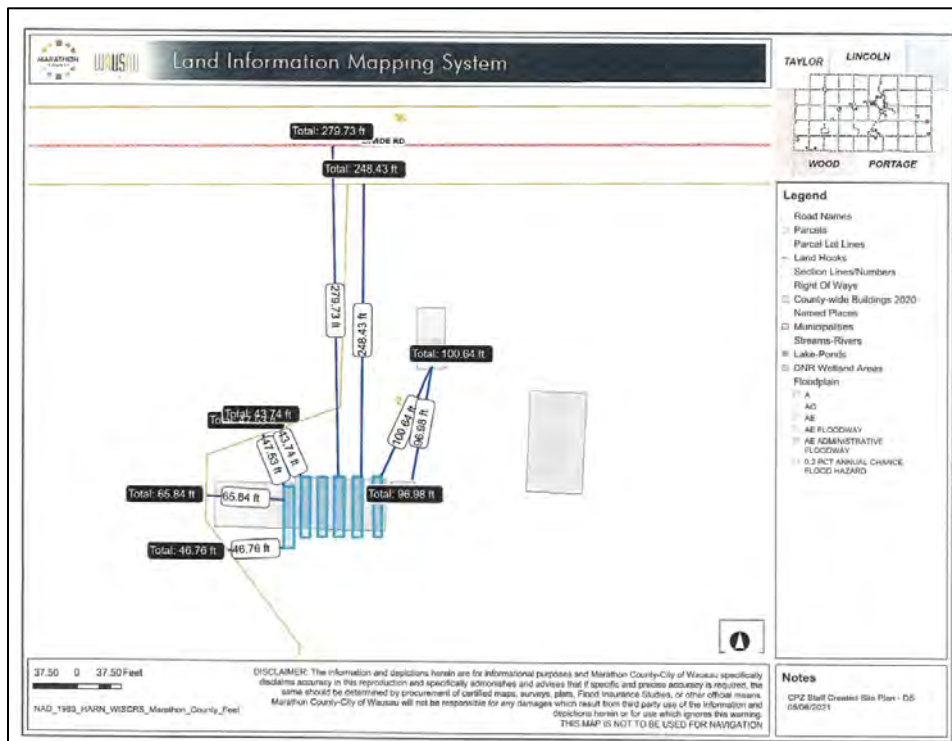 MARATHON
COUNTY
WAUSAU
Land Information Mapping System
TAYLOR
LINCOLN
WOOD
PORTAGE
Total: 279.73 ft
RD
Total: 248.43 ft
279.73 ft
248.43 ft
Total: 100.64 ft
Total: 43.74 ft
43.74 ft
47.53 ft
100.64 ft
96.98 ft
Total: 65.84 ft
65.84 ft
Total: 96.98 ft
Total: 46.76 ft
46.76 ft
Legend
Road Names
Parcels
Parcel Lot Lines
Land Hooks
Section Lines/Numbers
Right Of Ways
County-wide Buildings 2020
Named Places
Municipalities
Streams-Rivers
Lake-Ponds
DNR Wetland Areas
Floodplain
A
AO
AE
AE FLOODWAY
AE ADMINISTRATIVE
FLOODWAY
0.2 PCT ANNUAL CHANCE
FLOOD HAZARD
37.50 0 37.50 Feet
NAD_1983_HARN_WISCRS_Marathon_County_Feet
DISCLAIMER: The information and depictions herein are for informational purposes and Marathon County-City of Wausau specifically
disclaims accuracy in this reproduction and specifically admonishes and advises that if specific and precise accuracy is required, the
same should be determined by procurement of certified maps, surveys, plats, Flood Insurance Studies, or other official means.
Marathon County-City of Wausau will not be responsible for any damages which result from third party use of the information and
depictions herein or for use which ignores this warning.
THIS MAP IS NOT TO BE USED FOR NAVIGATION
Notes
CPZ Staff Created Site Plan - DS